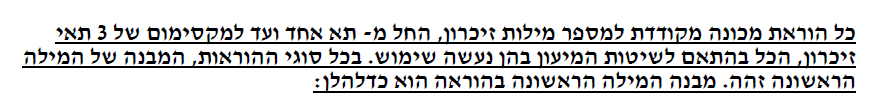 כל הוראת מכונה מקודדת למספר מילות זיכרון, החל מ- תא אחד ועד למקסימום של 3 תאי
זיכרון, הכל בהתאם לשיטות המיעון בהן נעשה שימוש. בכל סוגי ההוראות, המבנה של המילה
הראשונה זהה. מבנה המילה הראשונה בהוראה הוא כדלהלן: